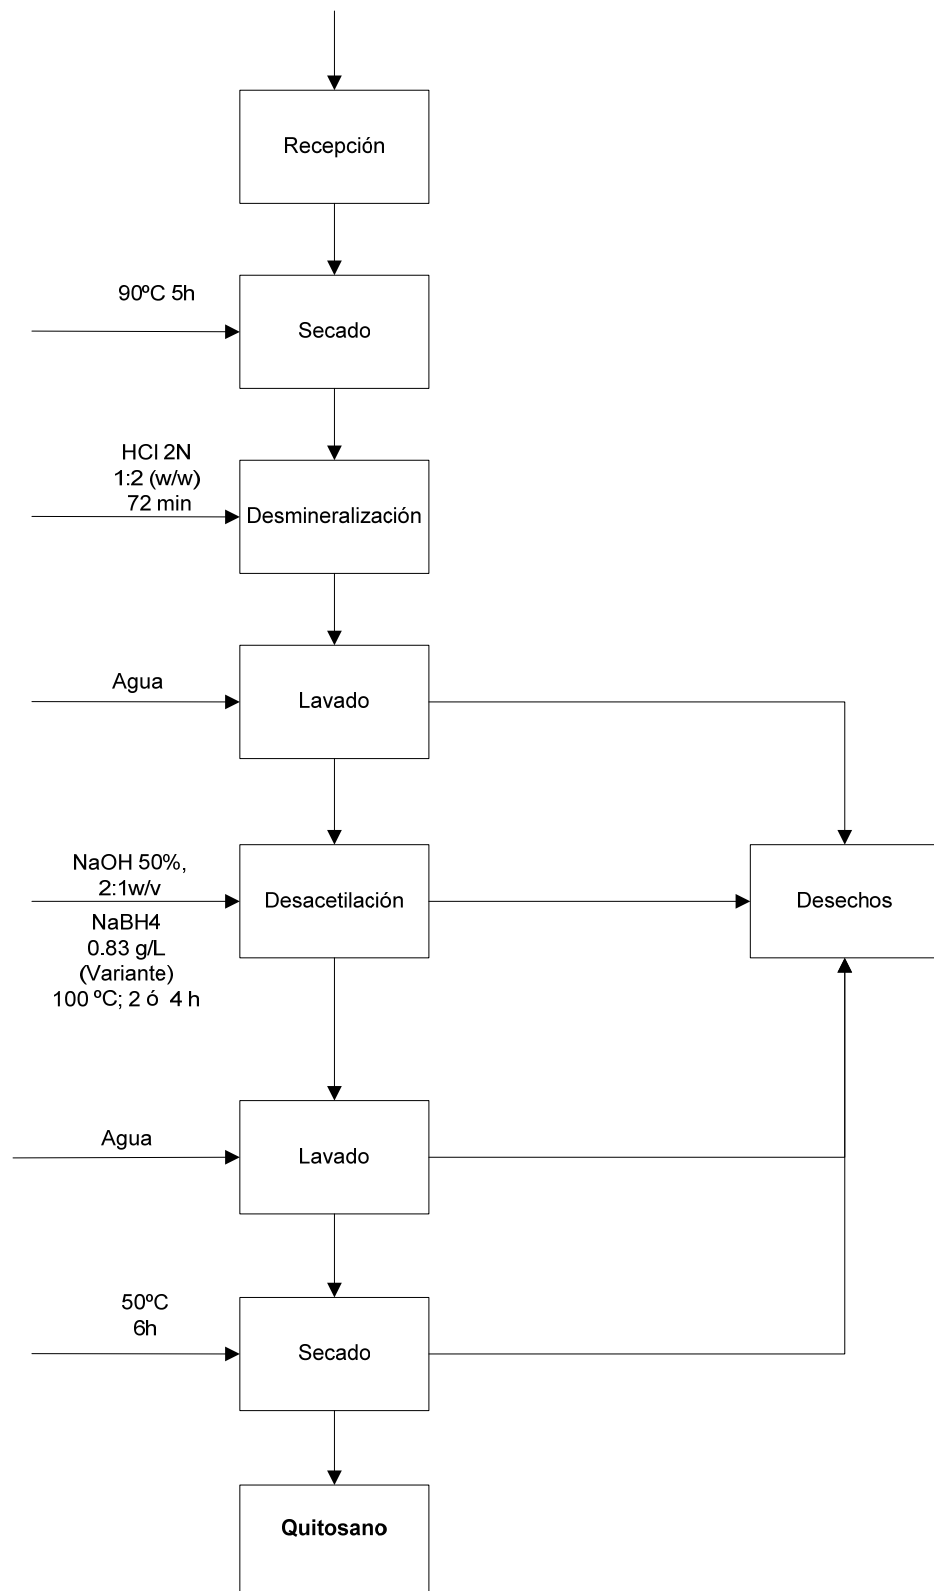 Recepción
90ºC 5h
Secado
HCl 2N
1:2 (w/w)
72 min
Desmineralización
Agua
Lavado
NaOH 50%,
2:1w/v
NaBH4
0.83 g/L
(Variante)
100 ºC; 2 ó 4 h
Desacetilación
Desechos
Agua
Lavado
50ºC
6h
Secado
Quitosano